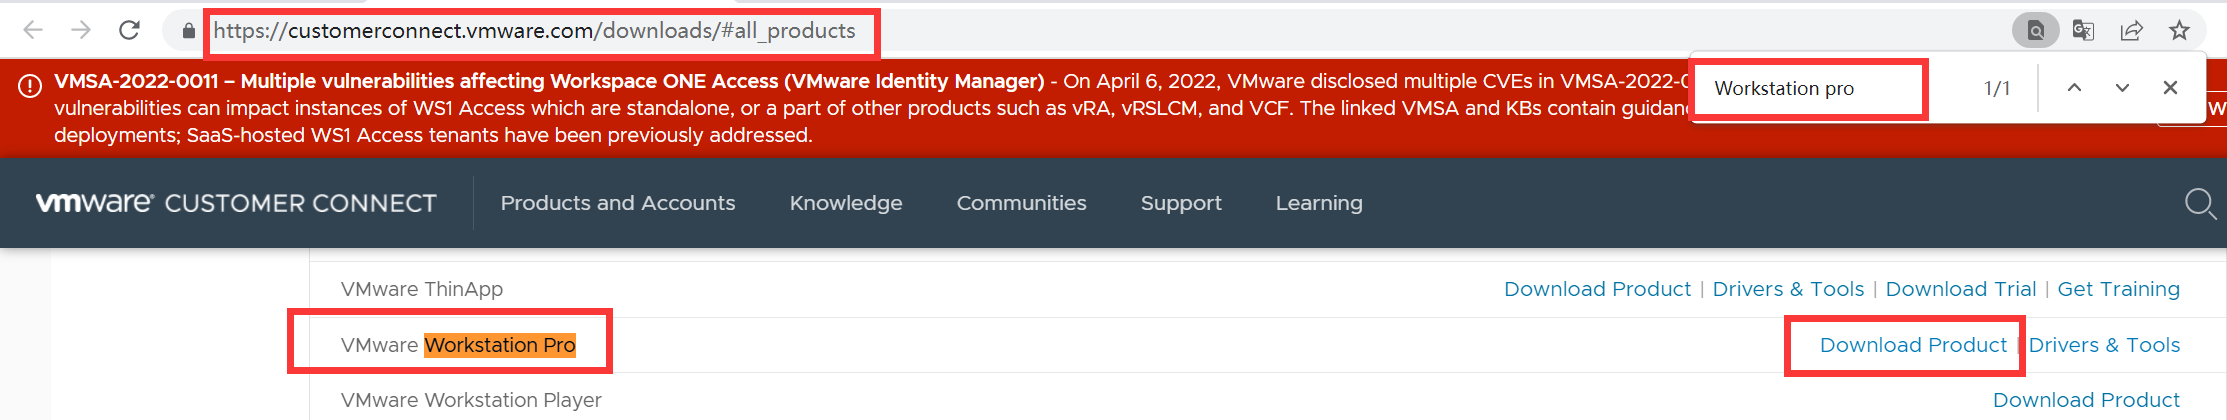 https://customerconnect.vmware.com/downloads/#all_products
VMSA-2022-0011 – Multiple vulnerabilities affecting Workspace ONE Access (VMware Identity Manager) - On April 6, 2022, VMware disclosed multiple CVEs in VMSA-2022-0
vulnerabilities can impact instances of WS1 Access which are standalone, or a part of other products such as vRA, vRSLCM, and VCF. The linked VMSA and KBs contain guidanc
deployments; SaaS-hosted WS1 Access tenants have been previously addressed.
Workstation pro 1/1
vmware® CUSTOMER CONNECT Products and Accounts Knowledge Communities Support Learning
VMware ThinApp Download Product | Drivers & Tools | Download Trial | Get Training
VMware Workstation Pro Download Product | Drivers & Tools
VMware Workstation Player Download Product